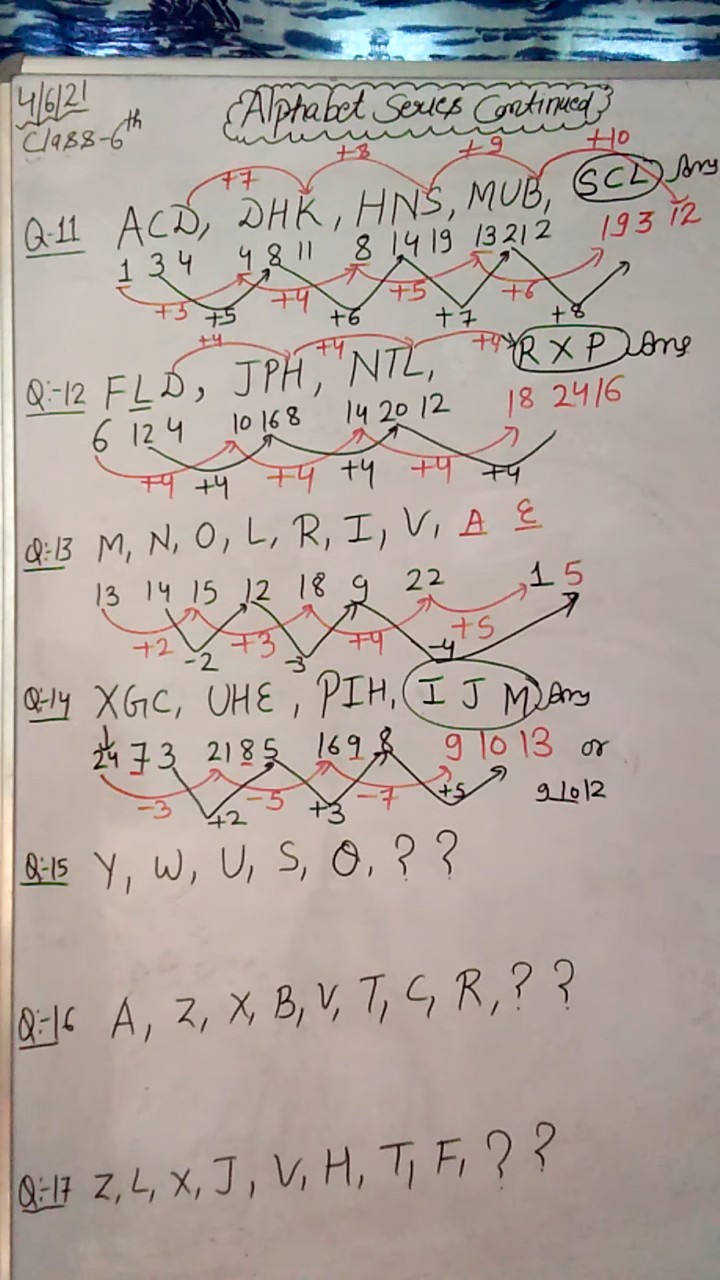 4/6/21
Class-6th
Alphabet Series Continued
+7 +8 +9 +10
Q-11 ACD, DHK, HNS, MUB, SCL Ans
1 3 4 4 8 11 8 14 19 13 21 2 19 3 12
+3 +5 +4 +6 +5 +7 +6 +8
+4 +4 +4
Q:-12 FLD, JPH, NTL, RXP Ans
6 12 4 10 16 8 14 20 12 18 24 16
+4 +4 +4 +4 +4 +4
Q:-13 M, N, O, L, R, I, V, A E
13 14 15 12 18 9 22 1 5
+2 -2 +3 -3 +4 -4 +5
Q:-14 XGC, UHE, PIH, IJM Ans
24 7 3 21 8 5 16 9 8 9 10 13 or
-3 +2 -5 +3 -7 +5 9 10 12
Q:-15 Y, W, U, S, Q, ? ?
Q:-16 A, Z, X, B, V, T, C, R, ? ?
Q:-17 Z, L, X, J, V, H, T, F, ? ?